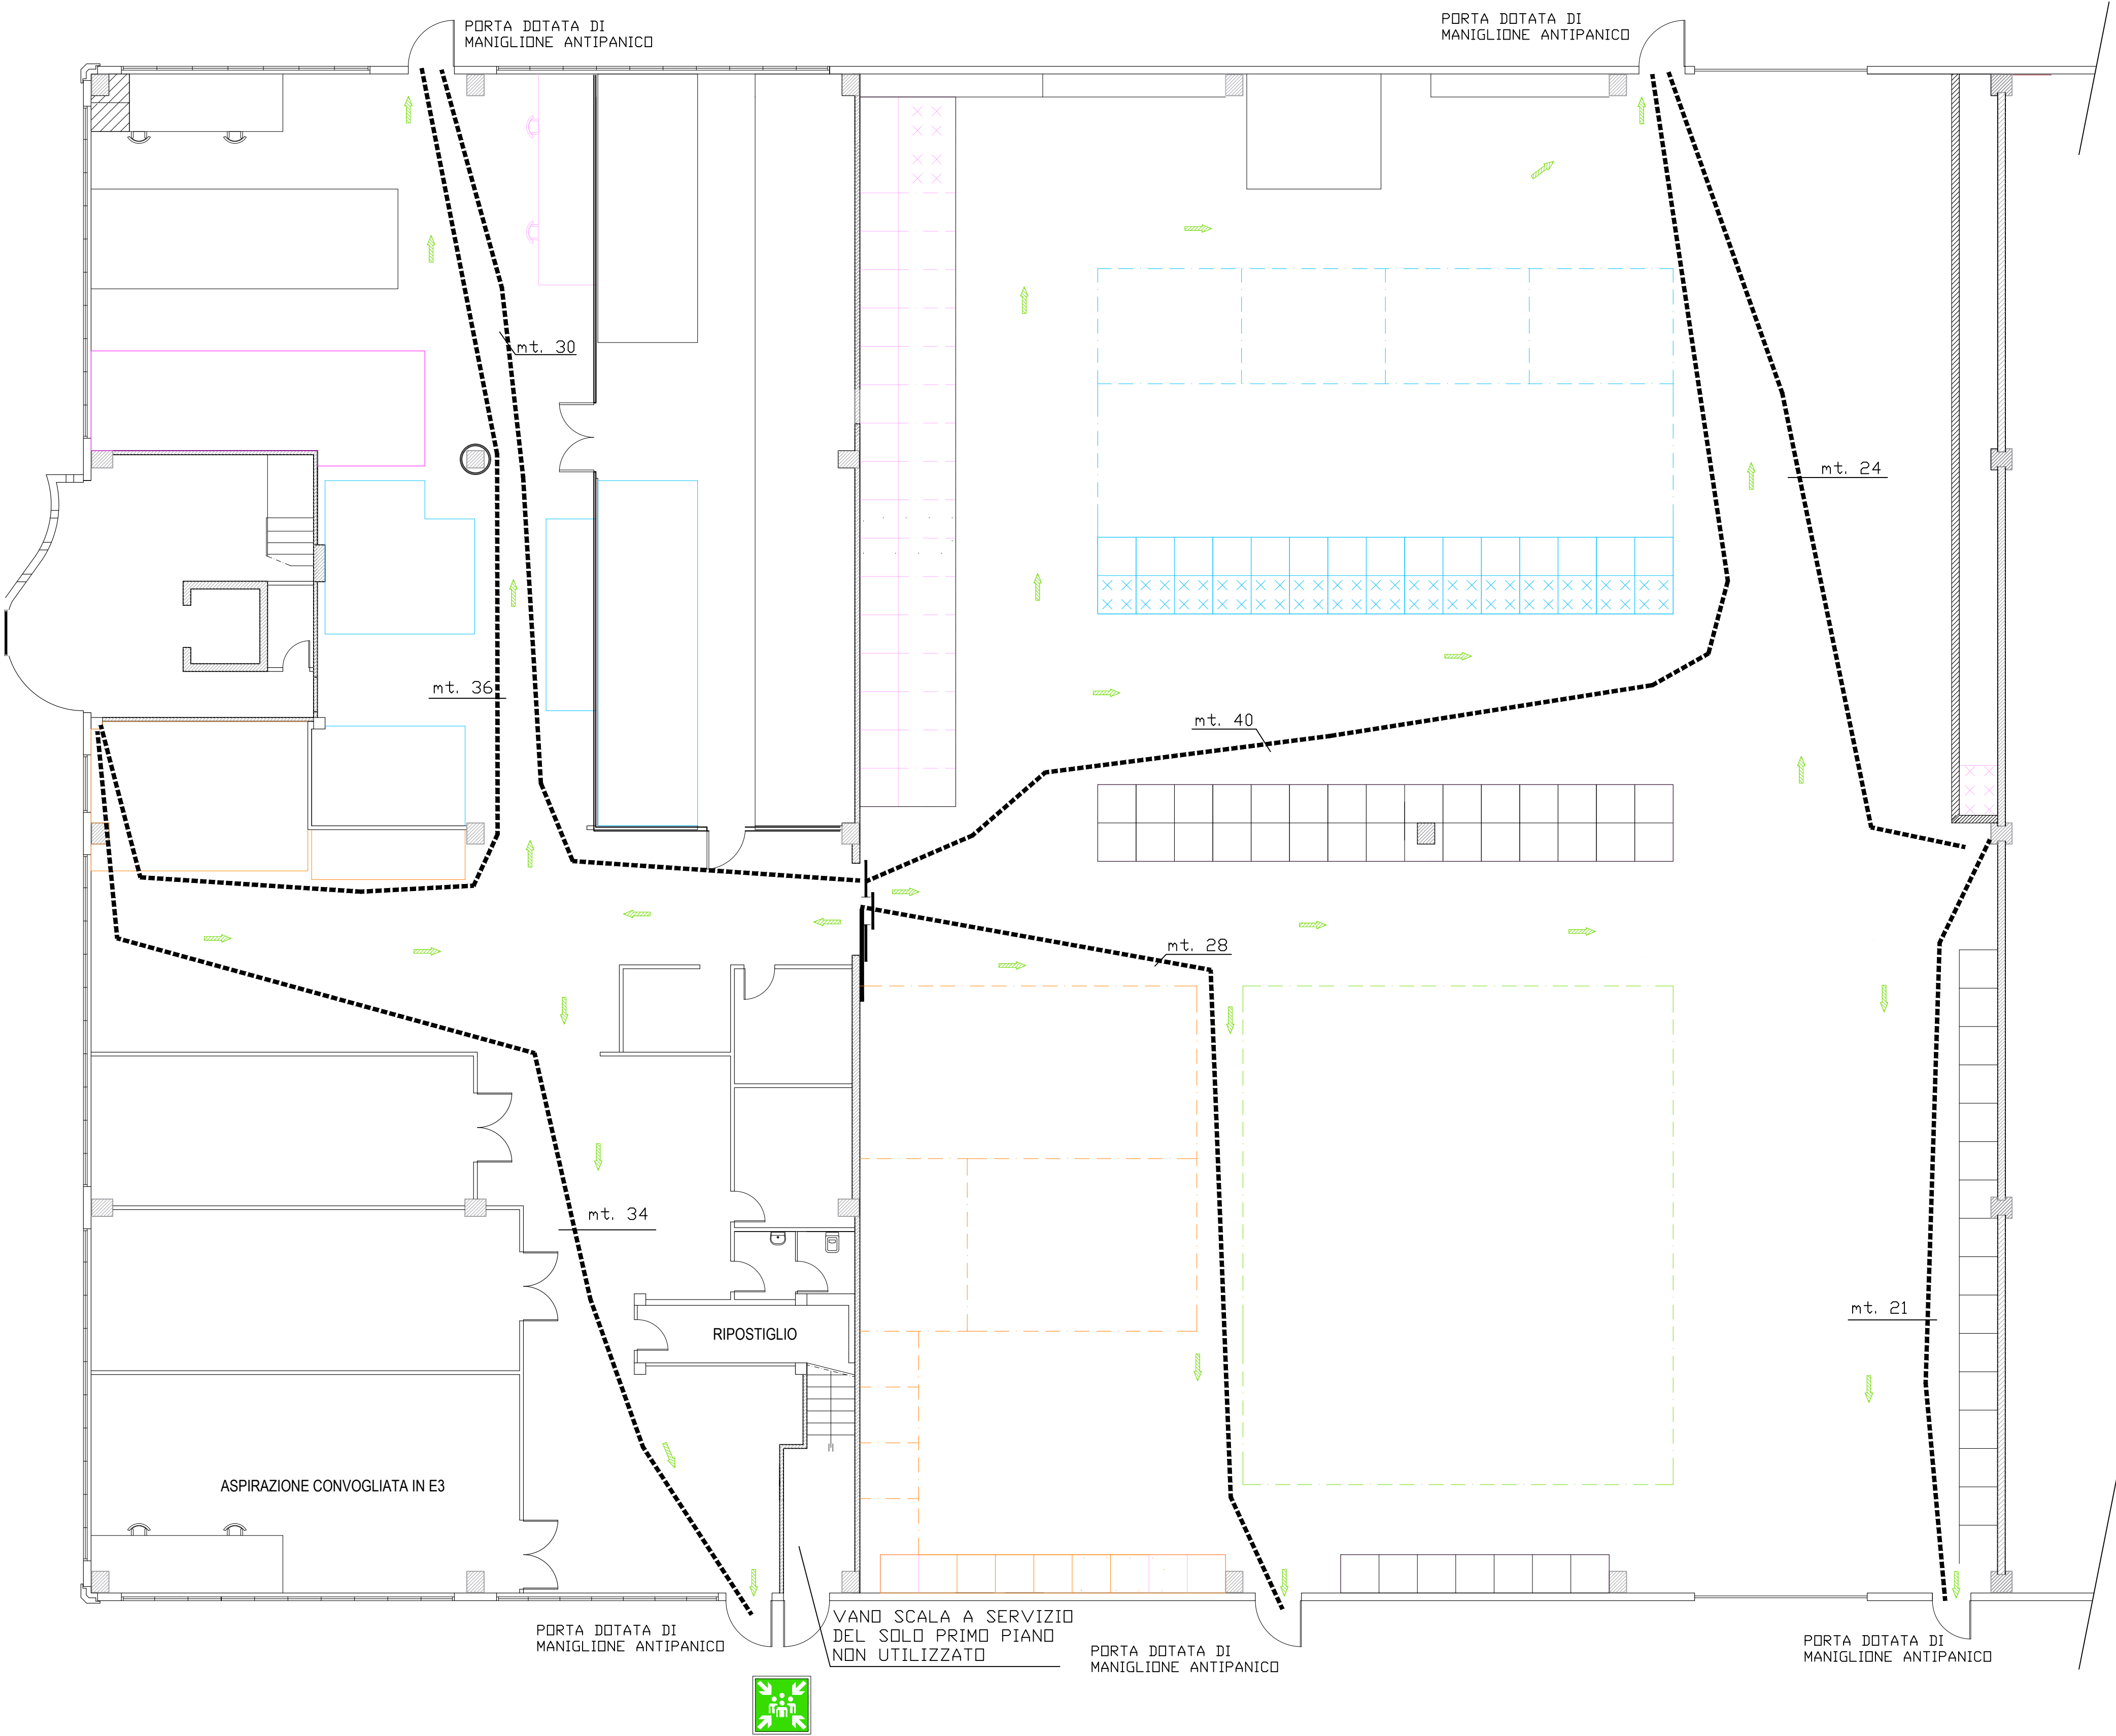 PORTA DOTATA DI
MANIGLIONE ANTIPANICO
PORTA DOTATA DI
MANIGLIONE ANTIPANICO
mt. 30
mt. 24
mt. 36
mt. 40
mt. 28
mt. 34
mt. 21
RIPOSTIGLIO
ASPIRAZIONE CONVOGLIATA IN E3
PORTA DOTATA DI
MANIGLIONE ANTIPANICO
VANO SCALA A SERVIZIO
DEL SOLO PRIMO PIANO
NON UTILIZZATO
PORTA DOTATA DI
MANIGLIONE ANTIPANICO
PORTA DOTATA DI
MANIGLIONE ANTIPANICO